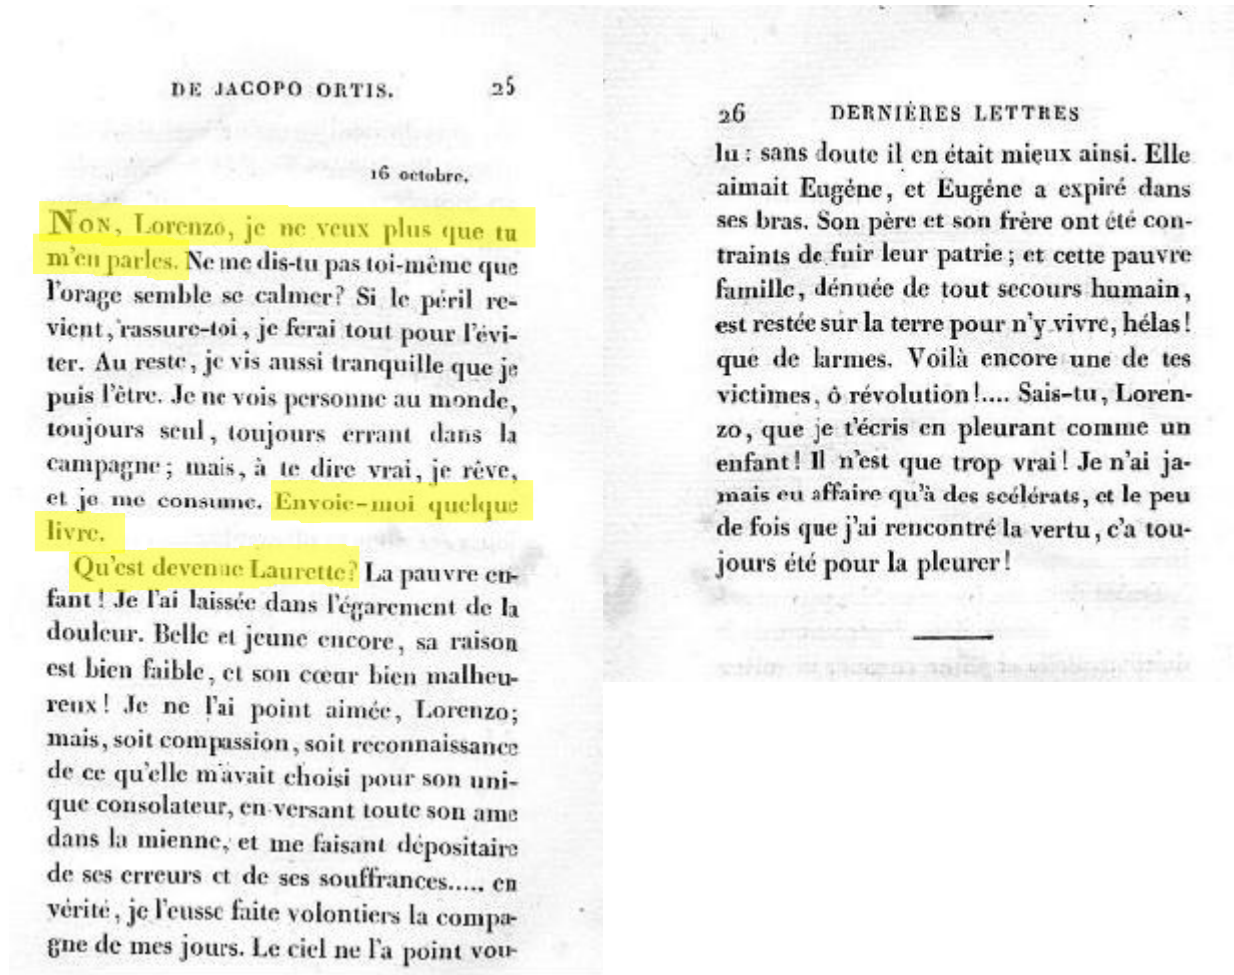 DE JACOPO ORTIS. 25
16 octobre.
NON, Lorenzo, je ne veux plus que tu
m'en parles. Ne me dis-tu pas toi-même que
l'orage semble se calmer? Si le péril re-
vient, rassure-toi, je ferai tout pour l'évi-
ter. Au reste, je vis aussi tranquille que je
puis l'être. Je ne vois personne au monde,
toujours seul, toujours errant dans la
campagne; mais, à te dire vrai, je rêve,
et je me consume. Envoie-moi quelque
livre.
Qu'est devenue Laurette? La pauvre en-
fant! Je l'ai laissée dans l'égarement de la
douleur. Belle et jeune encore, sa raison
est bien faible, et son cœur bien malheu-
reux! Je ne l'ai point aimée, Lorenzo;
mais, soit compassion, soit reconnaissance
de ce qu'elle m'avait choisi pour son uni-
que consolateur, en versant toute son ame
dans la mienne, et me faisant dépositaire
de ses erreurs et de ses souffrances..... en
vérité, je l'eusse faite volontiers la compa-
gne de mes jours. Le ciel ne l'a point vou-
26 DERNIÈRES LETTRES
lu : sans doute il en était mieux ainsi. Elle
aimait Eugéne, et Eugéne a expiré dans
ses bras. Son père et son frère ont été con-
traints de fuir leur patrie; et cette pauvre
famille, dénuée de tout secours humain,
est restée sur la terre pour n'y vivre, hélas!
que de larmes. Voilà encore une de tes
victimes, ô révolution!.... Sais-tu, Loren-
zo, que je t'écris en pleurant comme un
enfant! Il n'est que trop vrai! Je n'ai ja-
mais eu affaire qu'à des scélérats, et le peu
de fois que j'ai rencontré la vertu, c'a tou-
jours été pour la pleurer!